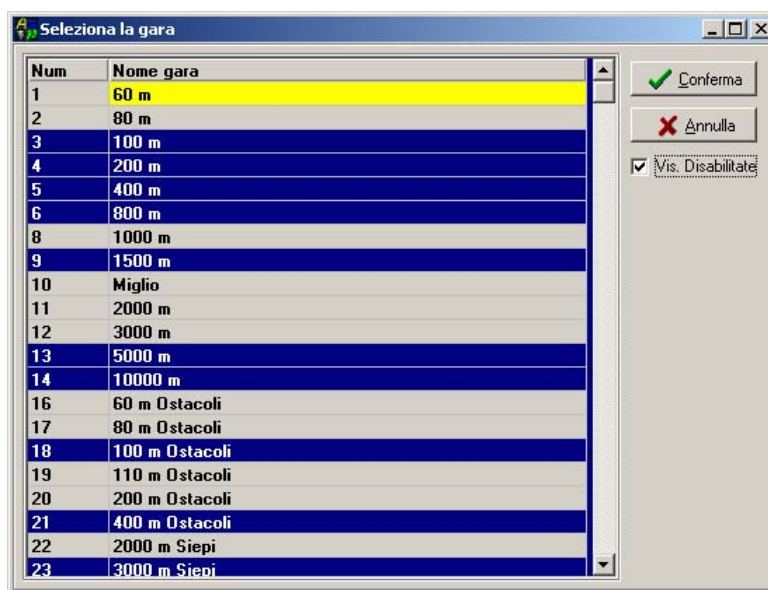 Seleziona la gara
Num Nome gara
1 60 m
2 80 m
3 100 m
4 200 m
5 400 m
6 800 m
8 1000 m
9 1500 m
10 Miglio
11 2000 m
12 3000 m
13 5000 m
14 10000 m
16 60 m Ostacoli
17 80 m Ostacoli
18 100 m Ostacoli
19 110 m Ostacoli
20 200 m Ostacoli
21 400 m Ostacoli
22 2000 m Siepi
23 3000 m Siepi
Conferma
Annulla
Vis. Disabilitate